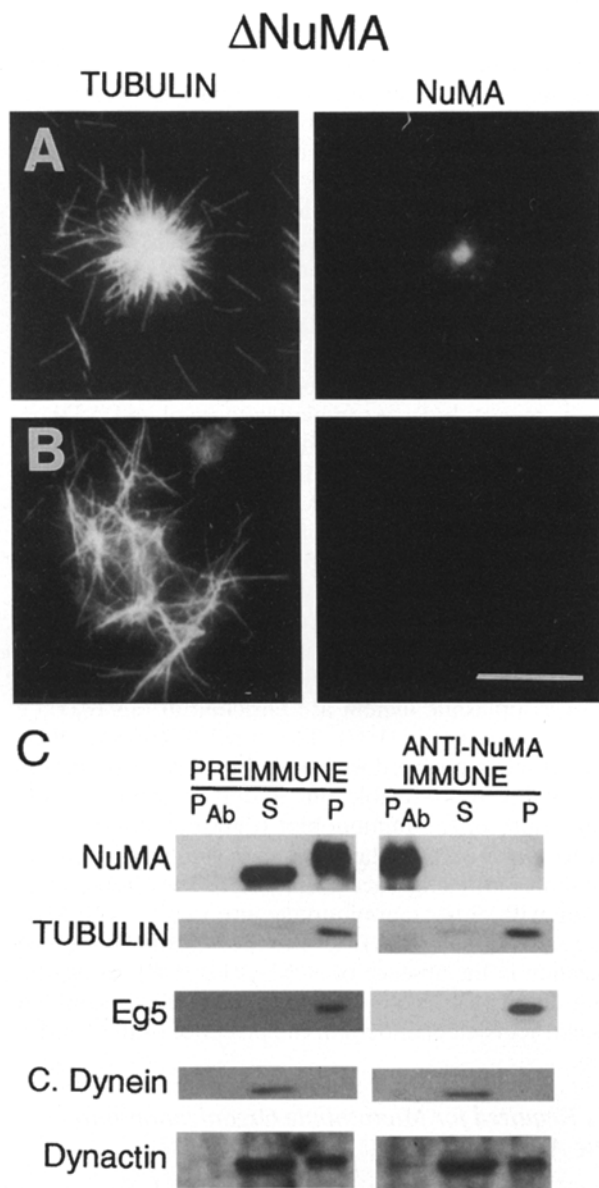 ΔNuMA
TUBULIN NuMA
A
B
C
PREIMMUNE
ANTI-NuMA
IMMUNE
PAb S P PAb S P
NuMA
TUBULIN
Eg5
C. Dynein
Dynactin